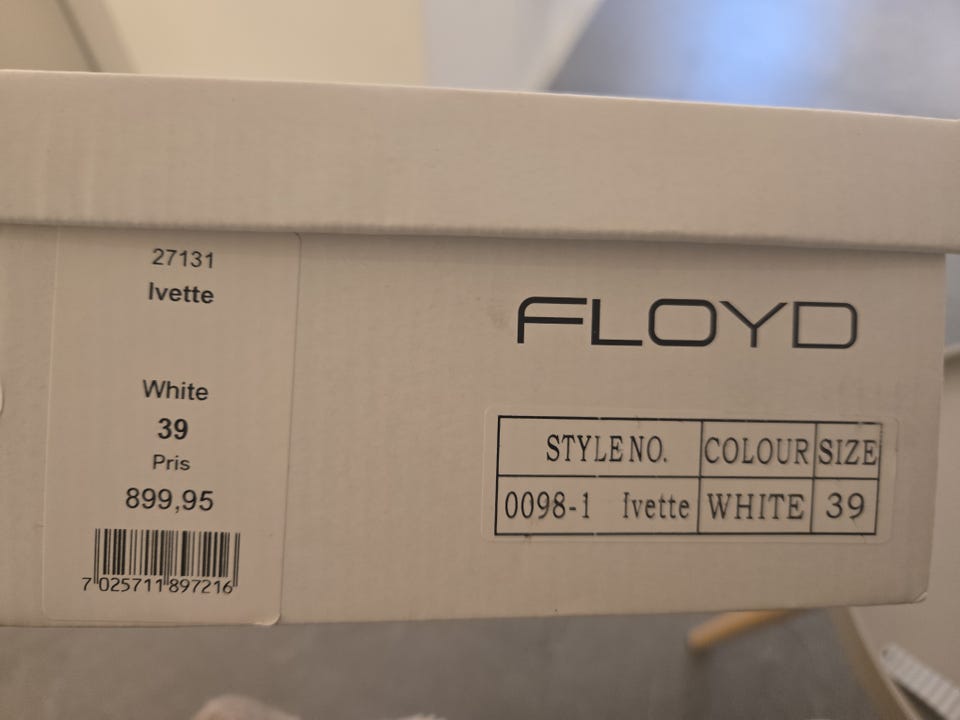 27131
Ivette
White
39
Pris
899,95
7 025711 897216
FLOYD
STYLE NO. COLOUR SIZE
0098-1 Ivette WHITE 39